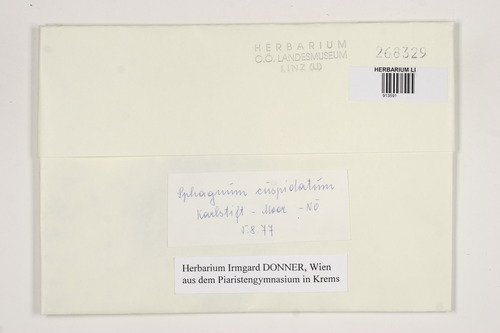 HERBARIUM
O.Ö. LANDESMUSEUM
LINZ (LI)
268329
HERBARIUM LI
913591
Sphagnum cuspidatum
Karlstift - Moor - NÖ
5.8.77
Herbarium Irmgard DONNER, Wien
aus dem Piaristengymnasium in Krems